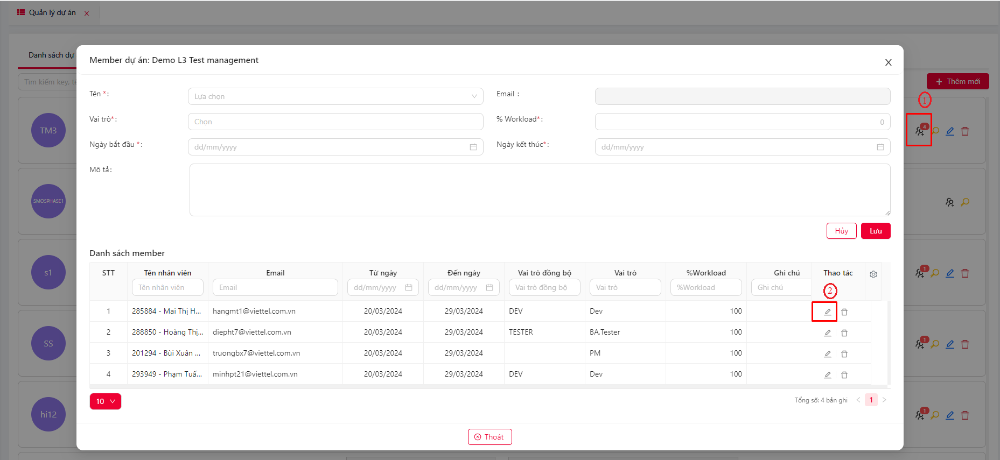 Quản lý dự án
Danh sách dự
Tìm kiếm key, tê
Thêm mới
TM3
SMOSPHASE1
s1
SS
hi12
1
4
1
1
1
Member dự án: Demo L3 Test management
Tên *:
Lựa chọn
Email :
Vai trò*:
Chọn
% Workload*:
0
Ngày bắt đầu *:
dd/mm/yyyy
Ngày kết thúc*:
dd/mm/yyyy
Mô tả:
Hủy
Lưu
Danh sách member
STT Tên nhân viên Email Từ ngày Đến ngày Vai trò đồng bộ Vai trò %Workload Ghi chú Thao tác
Tên nhân viên Email dd/mm/yyyy dd/mm/yyyy Vai trò đồng bộ Vai trò %Workload Ghi chú
2
1 285884 - Mai Thị H... hangmt1@viettel.com.vn 20/03/2024 29/03/2024 DEV Dev 100
2 288850 - Hoàng Thị... diepht7@viettel.com.vn 20/03/2024 29/03/2024 TESTER BA,Tester 100
3 201294 - Bùi Xuân ... truongbx7@viettel.com.vn 20/03/2024 29/03/2024 PM 100
4 293949 - Phạm Tuấ... minhpt21@viettel.com.vn 20/03/2024 29/03/2024 DEV Dev 100
10
Tổng số: 4 bản ghi
1
Thoát